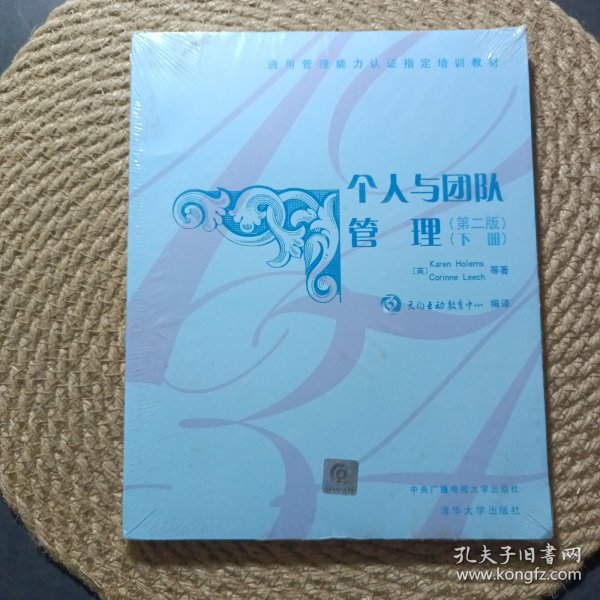 通用管理能力认证指定培训教材
个人与团队
管理(第二版)
(下册)
[英] Karen Holems
Corinne Leech 等著
天向互动教育中心 编译
中央广播电视大学出版社
清华大学出版社
孔夫子旧书网
www.kongfz.com